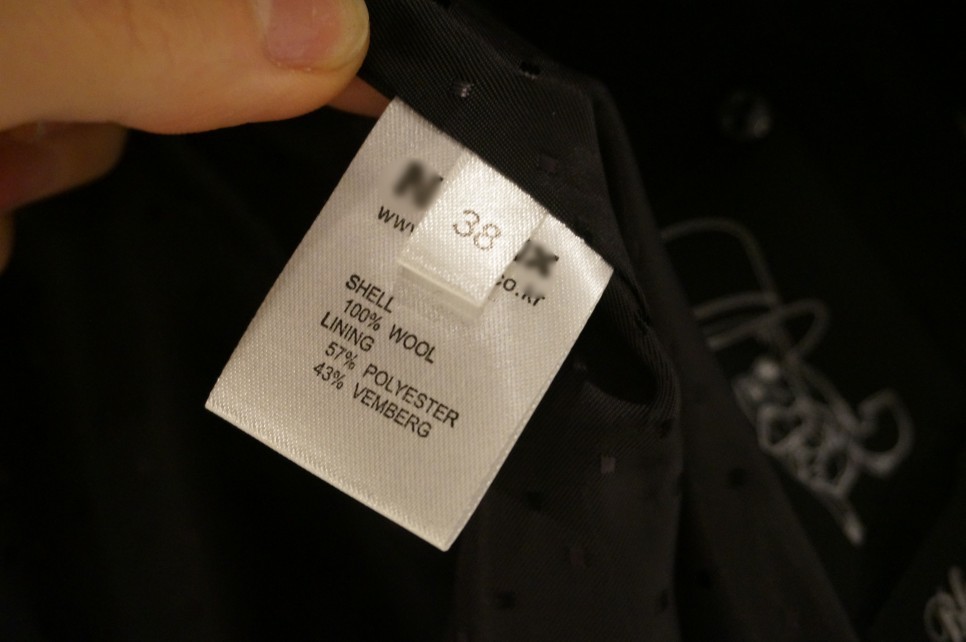 38
SHELL
100% WOOL
LINING
57% POLYESTER
43% VEMBERG